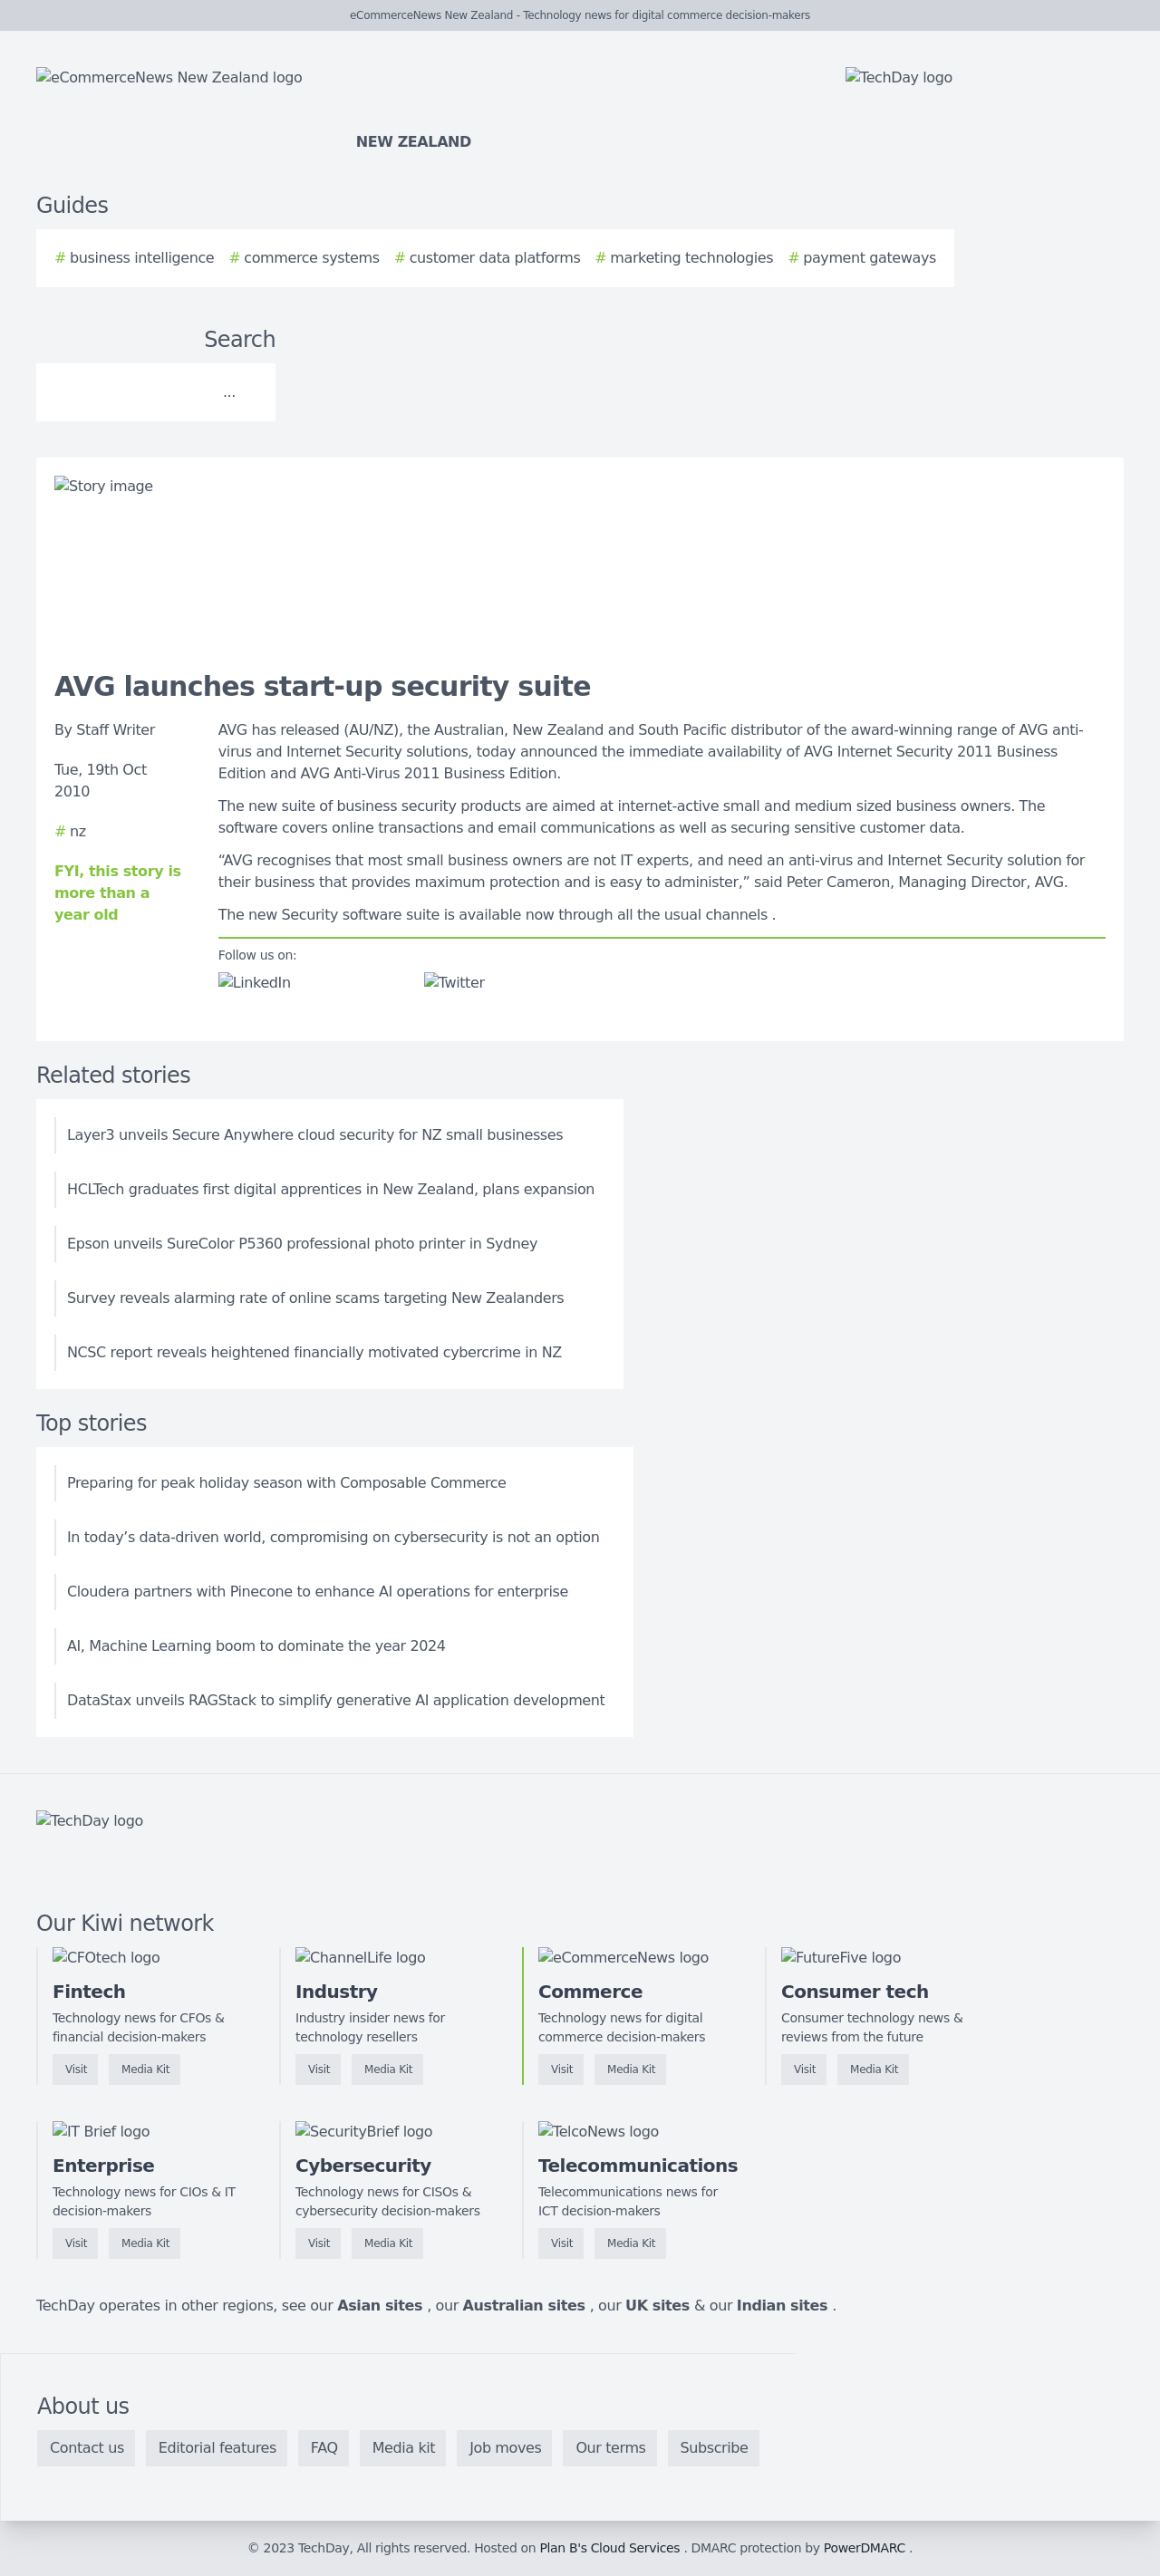 eCommerceNews New Zealand - Technology news for digital commerce decision-makers
eCommerceNews New Zealand logo
TechDay logo
NEW ZEALAND
Guides
# business intelligence # commerce systems # customer data platforms # marketing technologies # payment gateways
Search
...
Story image
AVG launches start-up security suite
By Staff Writer
Tue, 19th Oct
2010
# nz
FYI, this story is
more than a
year old
AVG has released (AU/NZ), the Australian, New Zealand and South Pacific distributor of the award-winning range of AVG anti-
virus and Internet Security solutions, today announced the immediate availability of AVG Internet Security 2011 Business
Edition and AVG Anti-Virus 2011 Business Edition.
The new suite of business security products are aimed at internet-active small and medium sized business owners. The
software covers online transactions and email communications as well as securing sensitive customer data.
“AVG recognises that most small business owners are not IT experts, and need an anti-virus and Internet Security solution for
their business that provides maximum protection and is easy to administer,” said Peter Cameron, Managing Director, AVG.
The new Security software suite is available now through all the usual channels .
Follow us on:
LinkedIn
Twitter
Related stories
Layer3 unveils Secure Anywhere cloud security for NZ small businesses
HCLTech graduates first digital apprentices in New Zealand, plans expansion
Epson unveils SureColor P5360 professional photo printer in Sydney
Survey reveals alarming rate of online scams targeting New Zealanders
NCSC report reveals heightened financially motivated cybercrime in NZ
Top stories
Preparing for peak holiday season with Composable Commerce
In today’s data-driven world, compromising on cybersecurity is not an option
Cloudera partners with Pinecone to enhance AI operations for enterprise
AI, Machine Learning boom to dominate the year 2024
DataStax unveils RAGStack to simplify generative AI application development
TechDay logo
Our Kiwi network
CFOtech logo
Fintech
Technology news for CFOs &
financial decision-makers
Visit Media Kit
ChannelLife logo
Industry
Industry insider news for
technology resellers
Visit Media Kit
eCommerceNews logo
Commerce
Technology news for digital
commerce decision-makers
Visit Media Kit
FutureFive logo
Consumer tech
Consumer technology news &
reviews from the future
Visit Media Kit
IT Brief logo
Enterprise
Technology news for CIOs & IT
decision-makers
Visit Media Kit
SecurityBrief logo
Cybersecurity
Technology news for CISOs &
cybersecurity decision-makers
Visit Media Kit
TelcoNews logo
Telecommunications
Telecommunications news for
ICT decision-makers
Visit Media Kit
TechDay operates in other regions, see our Asian sites , our Australian sites , our UK sites & our Indian sites .
About us
Contact us Editorial features FAQ Media kit Job moves Our terms Subscribe
© 2023 TechDay, All rights reserved. Hosted on Plan B's Cloud Services . DMARC protection by PowerDMARC .